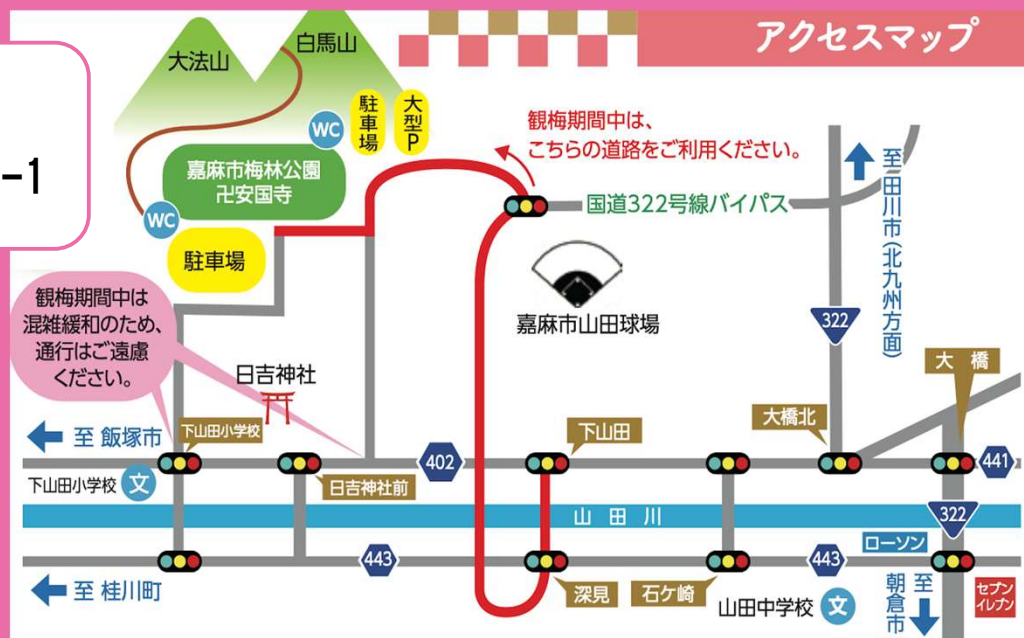 アクセスマップ
-1
大法山
白馬山
WC
駐車場
大型P
嘉麻市梅林公園
卍安国寺
WC
駐車場
観梅期間中は、
こちらの道路をご利用ください。
国道322号線バイパス
至 田川市(北九州方面)
嘉麻市山田球場
322
観梅期間中は
混雑緩和のため、
通行はご遠慮
ください。
日吉神社
大橋
大橋北
下山田
下山田小学校
至 飯塚市
402
441
下山田小学校
文
日吉神社前
山田川
322
ローソン
443
443
至 桂川町
深見
石ケ崎
山田中学校
文
至 朝倉市
セブン
イレブン